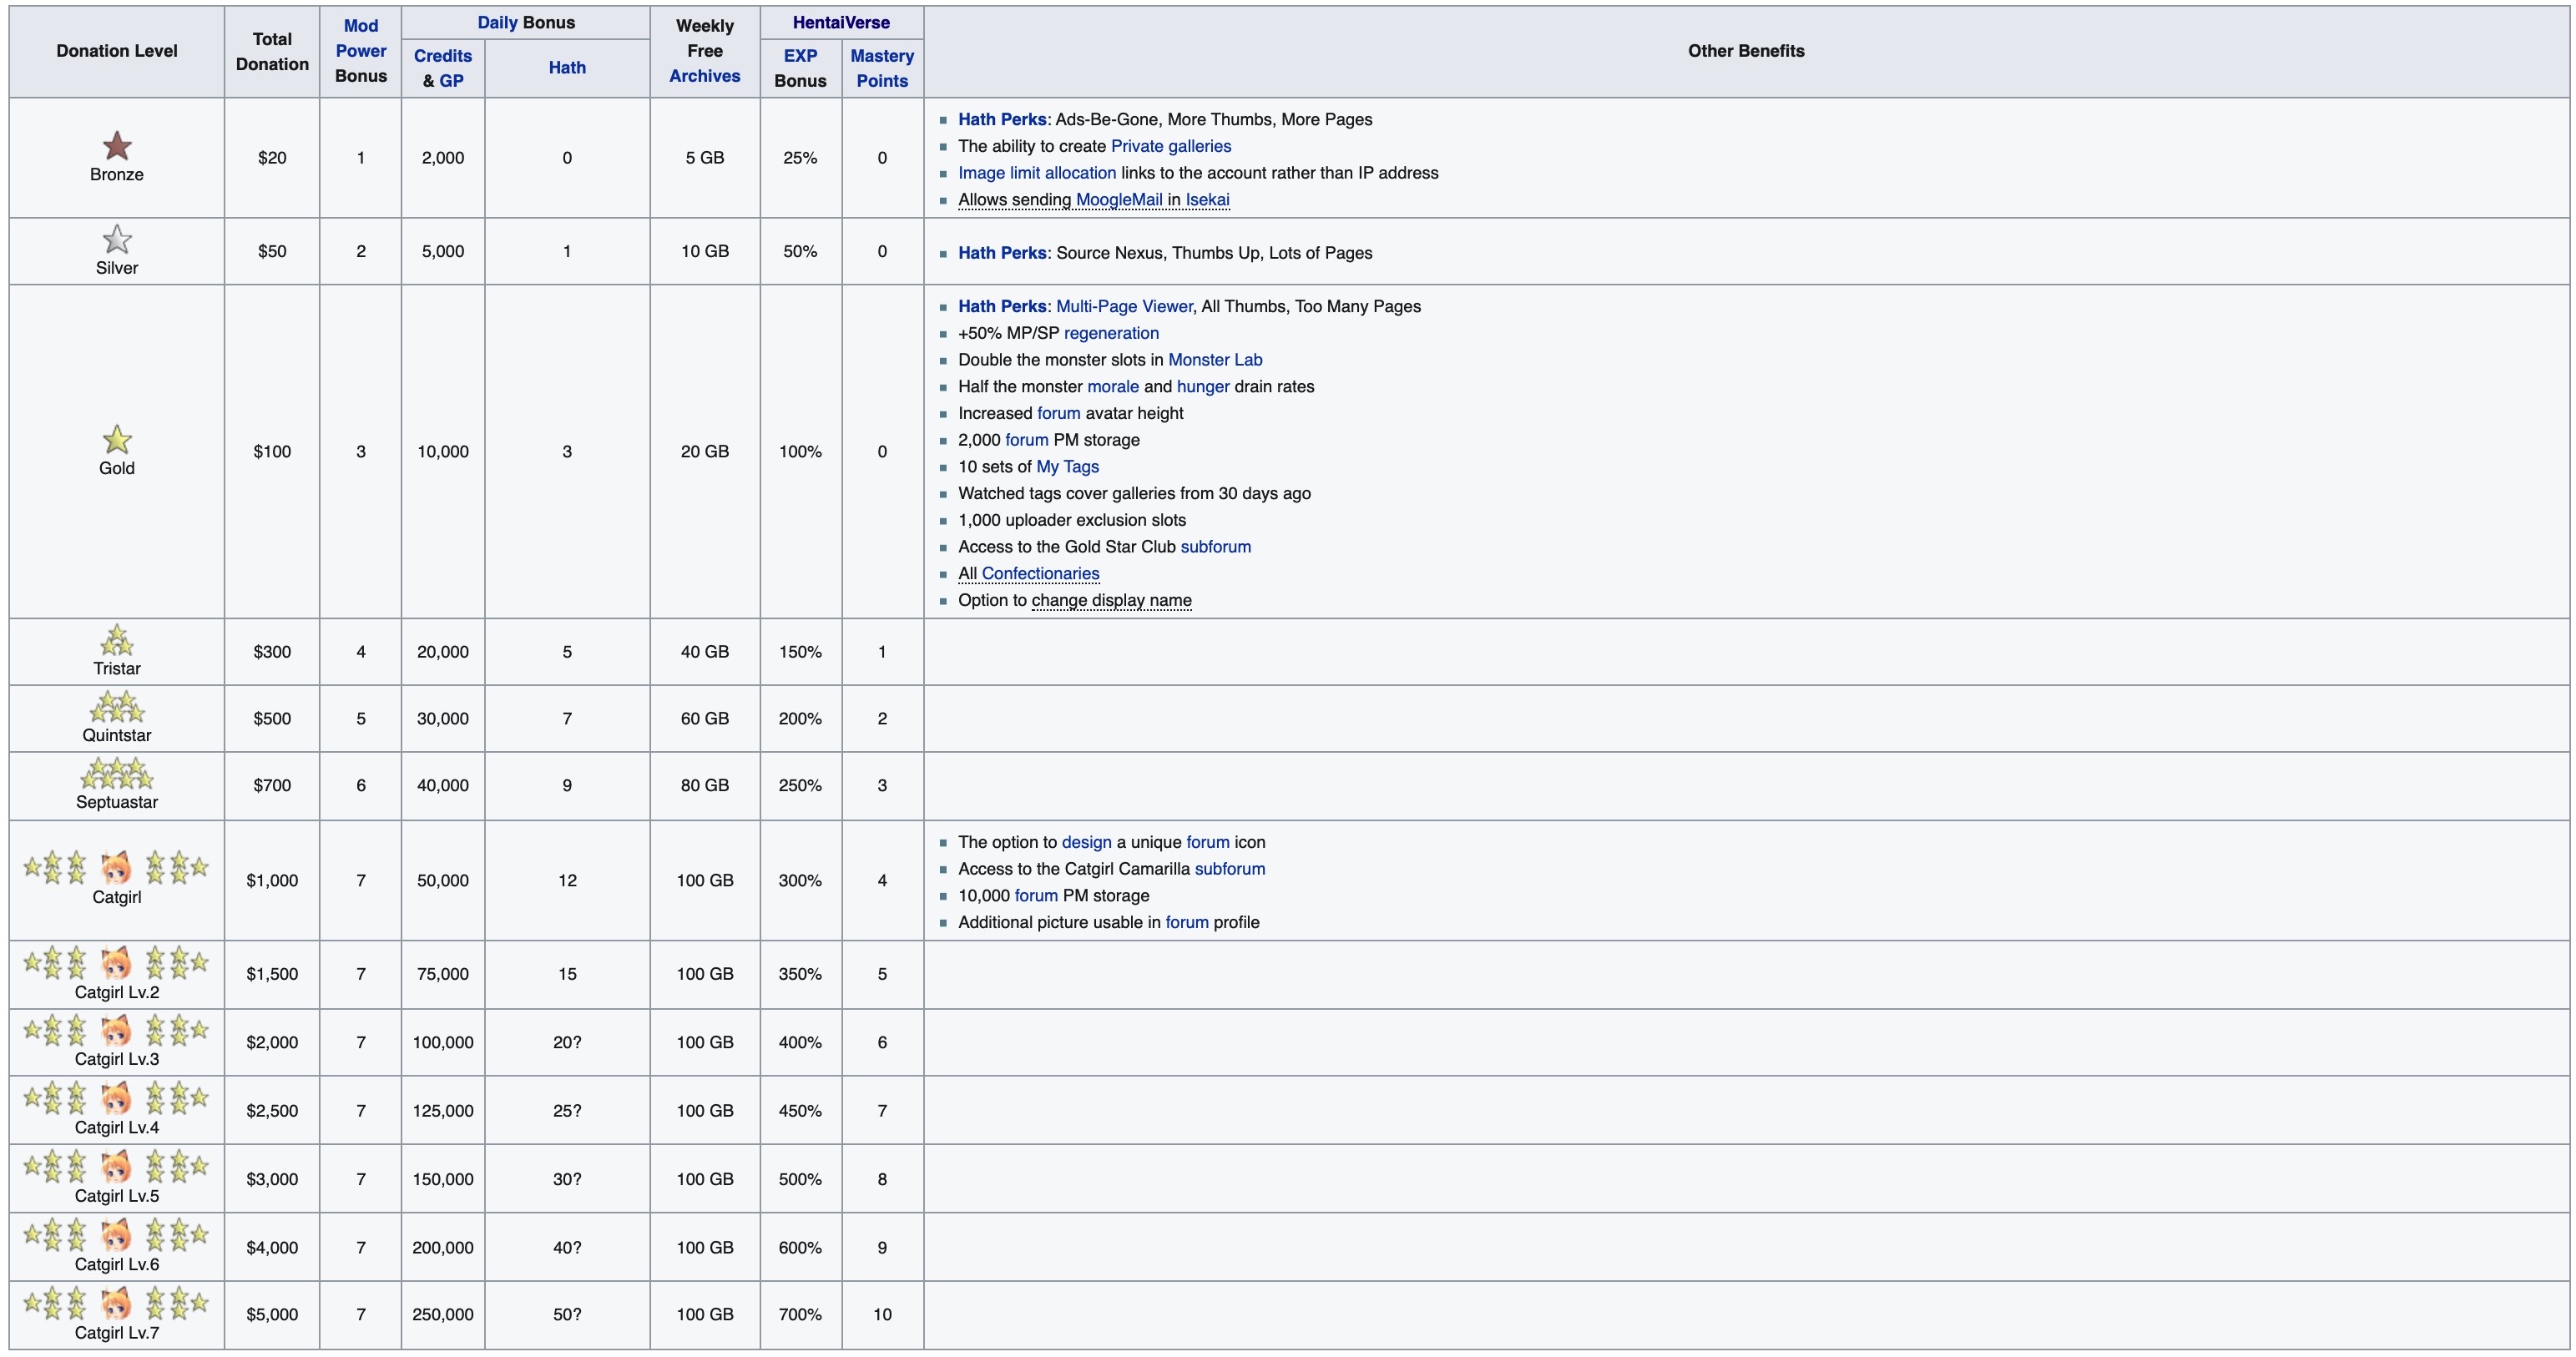 Donation Level
Total
Donation
Mod
Power
Bonus
Daily Bonus
Credits
& GP
Hath
Weekly
Free
Archives
HentaiVerse
EXP
Bonus
Mastery
Points
Other Benefits
Bronze
$20
1
2,000
0
5 GB
25%
0
Hath Perks: Ads-Be-Gone, More Thumbs, More Pages
The ability to create Private galleries
Image limit allocation links to the account rather than IP address
Allows sending MoogleMail in Isekai
Silver
$50
2
5,000
1
10 GB
50%
0
Hath Perks: Source Nexus, Thumbs Up, Lots of Pages
Gold
$100
3
10,000
3
20 GB
100%
0
Hath Perks: Multi-Page Viewer, All Thumbs, Too Many Pages
+50% MP/SP regeneration
Double the monster slots in Monster Lab
Half the monster morale and hunger drain rates
Increased forum avatar height
2,000 forum PM storage
10 sets of My Tags
Watched tags cover galleries from 30 days ago
1,000 uploader exclusion slots
Access to the Gold Star Club subforum
All Confectionaries
Option to change display name
Tristar
$300
4
20,000
5
40 GB
150%
1
Quintstar
$500
5
30,000
7
60 GB
200%
2
Septuastar
$700
6
40,000
9
80 GB
250%
3
Catgirl
$1,000
7
50,000
12
100 GB
300%
4
The option to design a unique forum icon
Access to the Catgirl Camarilla subforum
10,000 forum PM storage
Additional picture usable in forum profile
Catgirl Lv.2
$1,500
7
75,000
15
100 GB
350%
5
Catgirl Lv.3
$2,000
7
100,000
20?
100 GB
400%
6
Catgirl Lv.4
$2,500
7
125,000
25?
100 GB
450%
7
Catgirl Lv.5
$3,000
7
150,000
30?
100 GB
500%
8
Catgirl Lv.6
$4,000
7
200,000
40?
100 GB
600%
9
Catgirl Lv.7
$5,000
7
250,000
50?
100 GB
700%
10